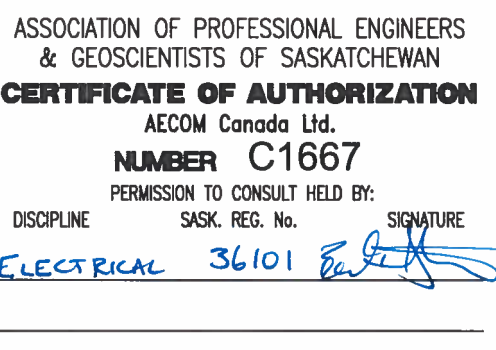 ASSOCIATION OF PROFESSIONAL ENGINEERS
& GEOSCIENTISTS OF SASKATCHEWAN
CERTIFICATE OF AUTHORIZATION
AECOM Canada Ltd.
NUMBER C1667
PERMISSION TO CONSULT HELD BY:
DISCIPLINE SASK. REG. No. SIGNATURE
ELECTRICAL 36101